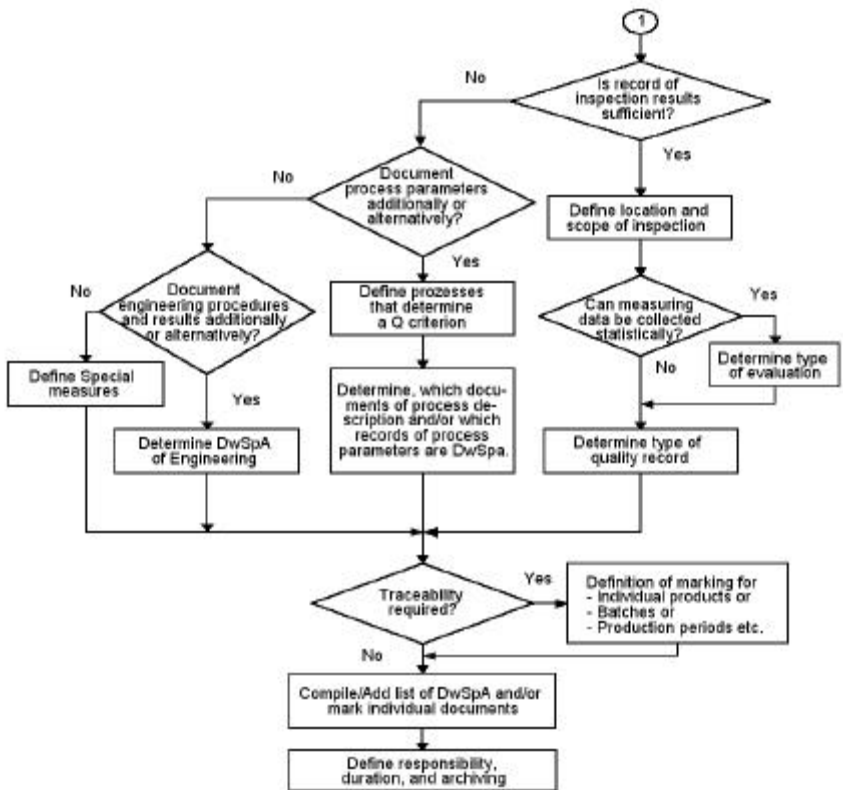 1
No
Is record of
inspection results
sufficient?
Yes
No
Document
process parameters
additionally or
alternatively?
Define location and
scope of inspection
No
Document
engineering procedures
and results additionally
or alternatively?
Yes
Define prozesses
that determine
a Q criterion
Can measuring
data be collected
statistically?
Yes
Determine type
of evaluation
No
Define Special
measures
Yes
Determine, which docu-
ments of process de-
scription and/or which
records of process
parameters are DwSpa.
Determine DwSpA
of Engineering
Determine type of
quality record
Traceability
required?
Yes
Definition of marking for
- Individual products or
- Batches or
- Production periods etc.
No
Compile/Add list of DwSpA and/or
mark individual documents
Define responsibility,
duration, and archiving